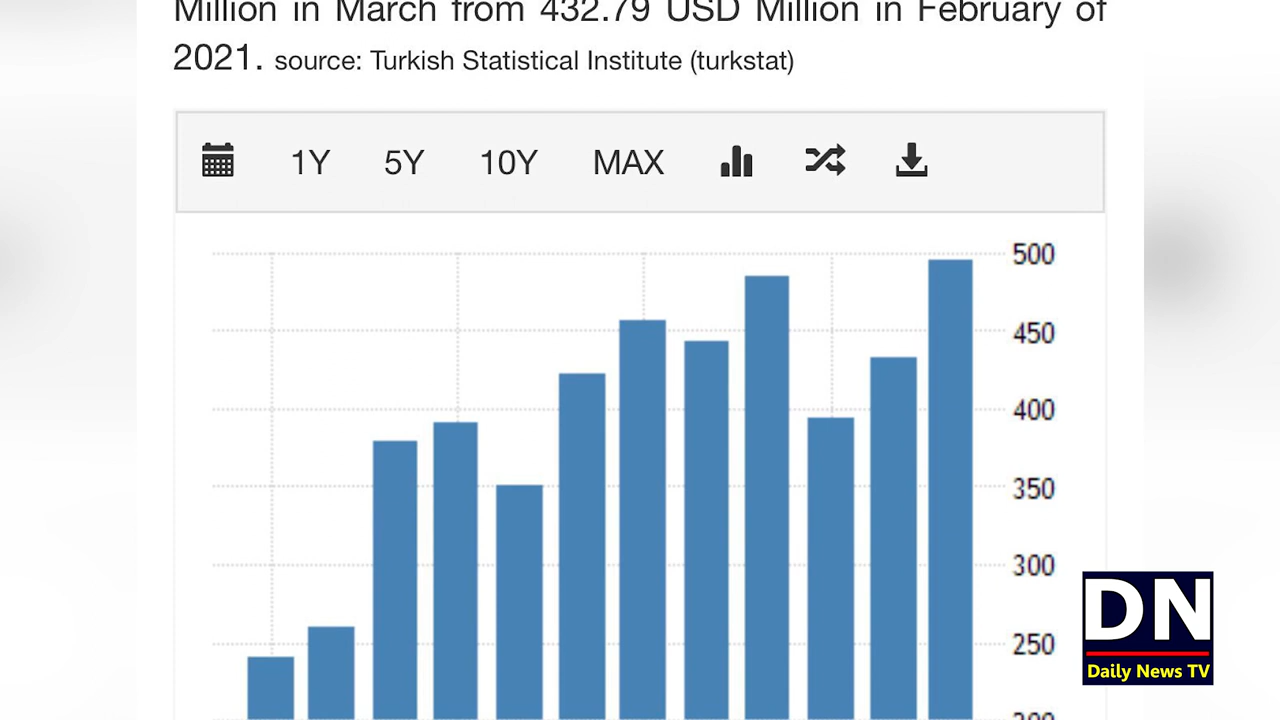 Million in March from 432.79 USD Million in February of
2021. source: Turkish Statistical Institute (turkstat)
1Y 5Y 10Y MAX
500
450
400
350
300
250
200
DN
Daily News TV